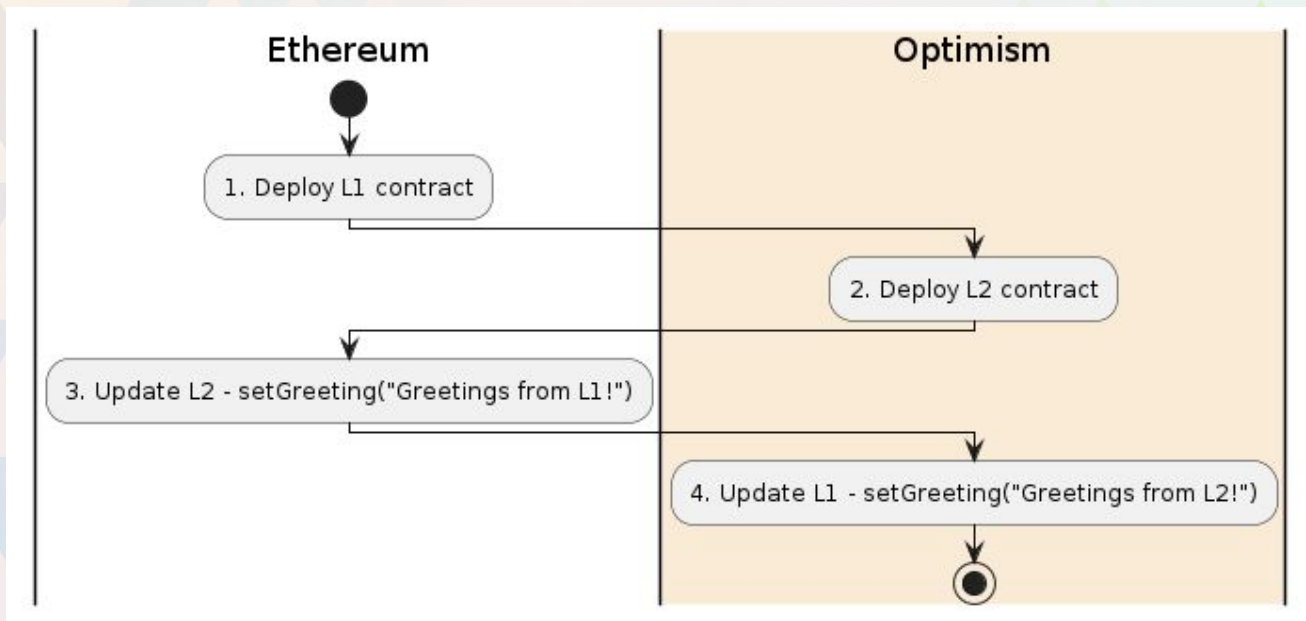 Ethereum
Optimism
1. Deploy L1 contract
2. Deploy L2 contract
3. Update L2 - setGreeting("Greetings from L1!")
4. Update L1 - setGreeting("Greetings from L2!")